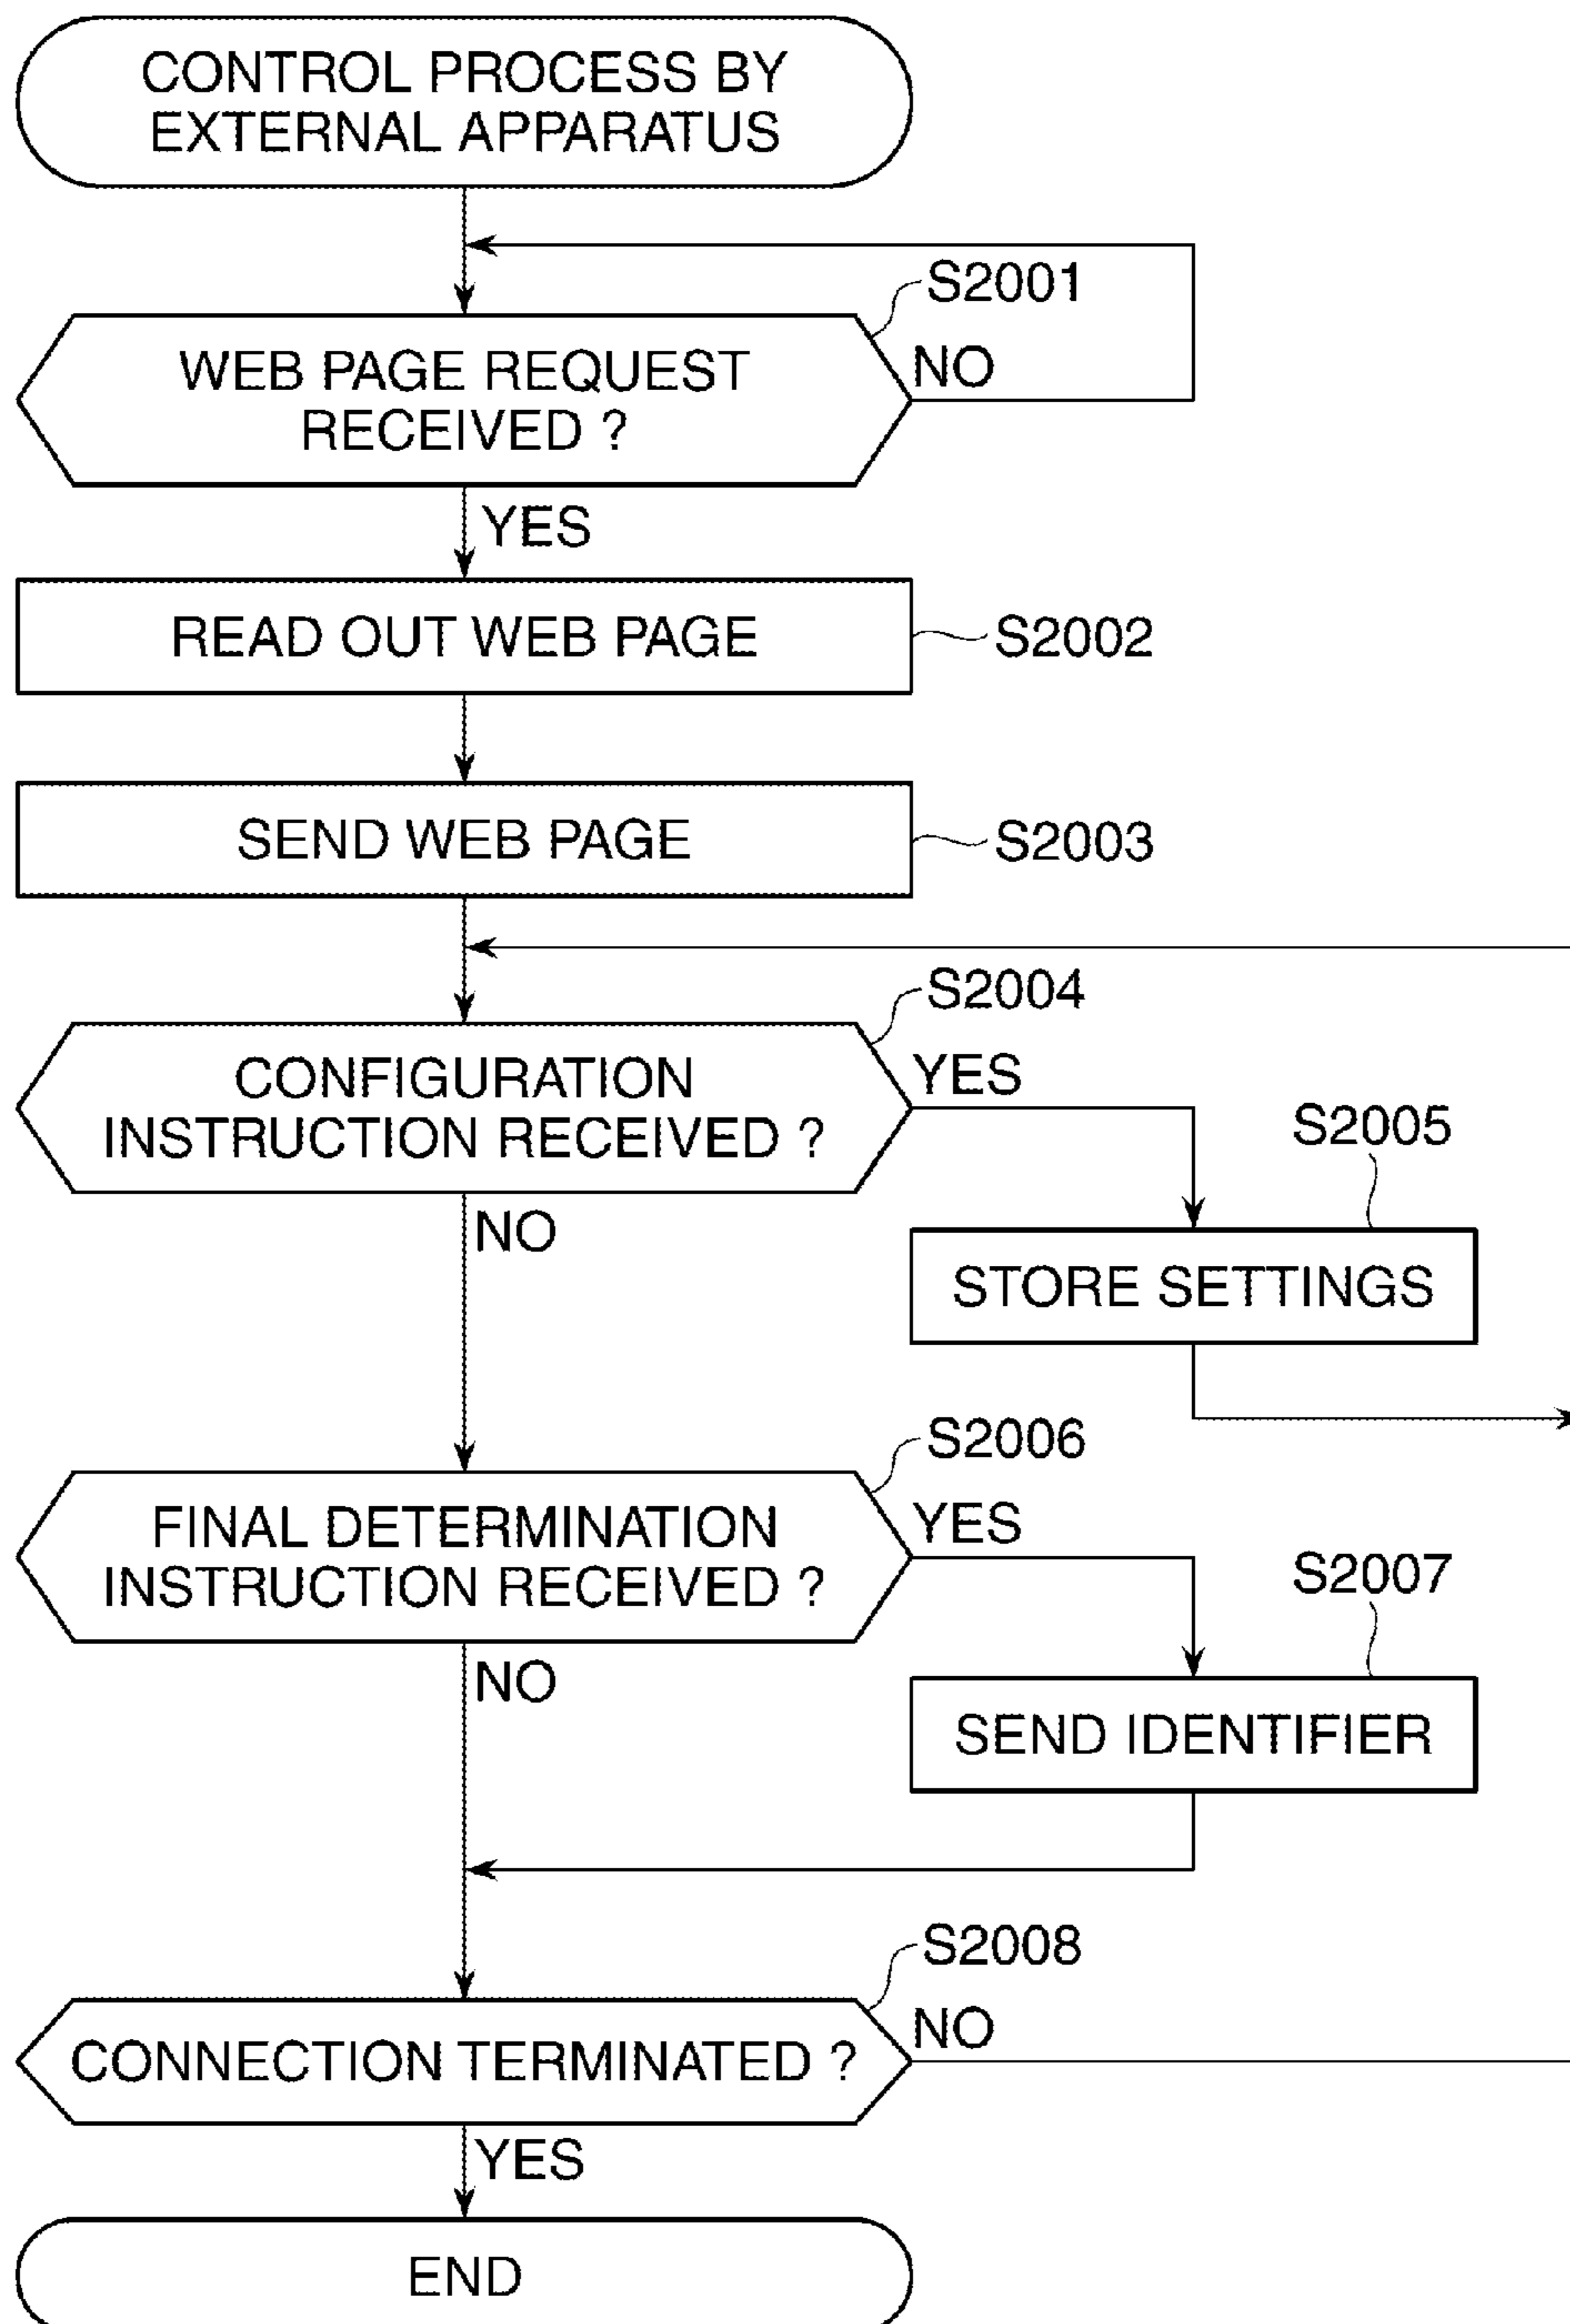 CONTROL PROCESS BY
EXTERNAL APPARATUS
S2001
WEB PAGE REQUEST
RECEIVED ?
NO
YES
READ OUT WEB PAGE
S2002
SEND WEB PAGE
S2003
S2004
CONFIGURATION
INSTRUCTION RECEIVED ?
YES
NO
S2005
STORE SETTINGS
S2006
FINAL DETERMINATION
INSTRUCTION RECEIVED ?
YES
NO
S2007
SEND IDENTIFIER
S2008
CONNECTION TERMINATED ?
NO
YES
END